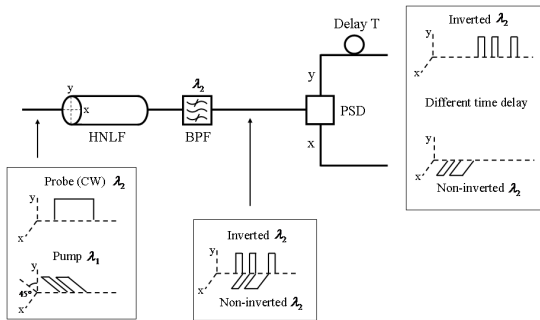 Delay T
Inverted λ₂
y
x
Different time delay
y
x
Non-inverted λ₂
y
x
HNLF
λ₂
BPF
y
PSD
x
Probe (CW) λ₂
y
x
Pump λ₁
y
45°
x
Inverted λ₂
y
x
Non-inverted λ₂